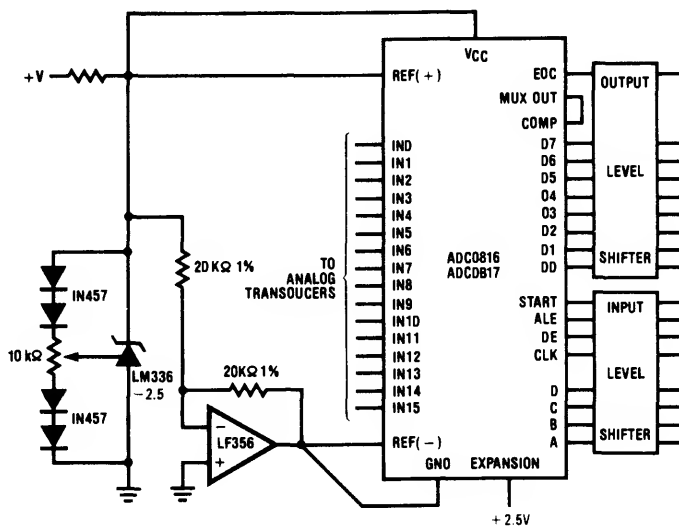 +V
VCC
REF(+)
IND
IN1
IN2
IN3
IN4
IN5
IN6
IN7
IN8
IN9
IN1D
IN11
IN12
IN13
IN14
IN15
REF(−)
TO
ANALOG
TRANSOUCERS
ADC0816
ADCDB17
EOC
MUX OUT
COMP
D7
D6
D5
O4
O3
D2
D1
DD
START
ALE
DE
CLK
D
C
B
A
GNO
EXPANSION
+ 2.5V
OUTPUT
LEVEL
SHIFTER
INPUT
LEVEL
SHIFTER
2D KΩ 1%
20KΩ 1%
IN457
10 kΩ
IN457
LM336
−2.5
−
LF356
+